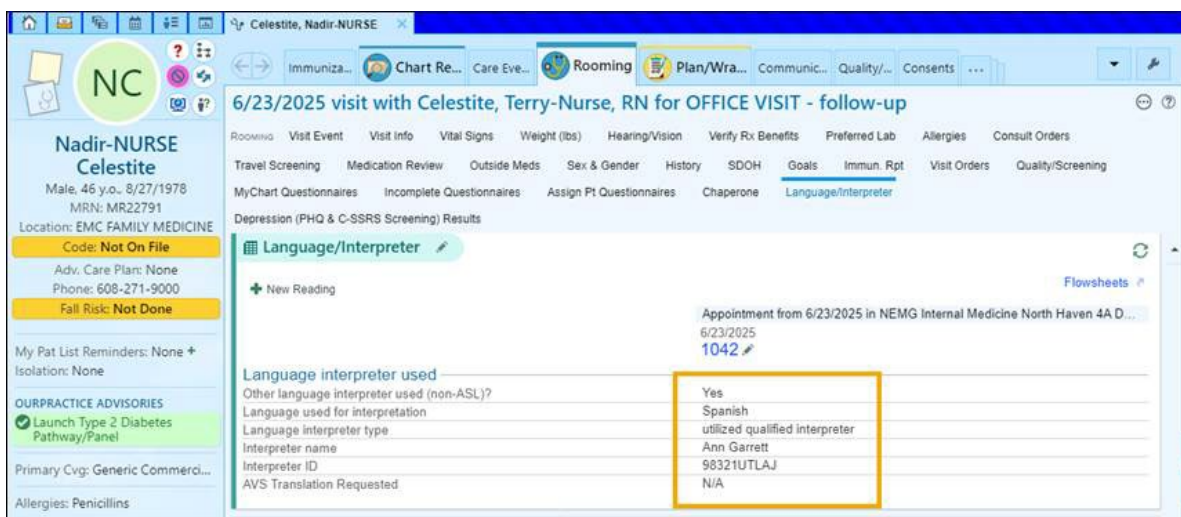 Celestite, Nadir-NURSE
NC
Immuniza... Chart Re... Care Eve... Rooming Plan/Wra... Communic... Quality/... Consents ...
6/23/2025 visit with Celestite, Terry-Nurse, RN for OFFICE VISIT - follow-up
ROOMING Visit Event Visit Info Vital Signs Weight (lbs) Hearing/Vision Verify Rx Benefits Preferred Lab Allergies Consult Orders
Travel Screening Medication Review Outside Meds Sex & Gender History SDOH Goals Immun. Rpt Visit Orders Quality/Screening
MyChart Questionnaires Incomplete Questionnaires Assign Pt Questionnaires Chaperone Language/Interpreter
Depression (PHQ & C-SSRS Screening) Results
Nadir-NURSE
Celestite
Male, 46 y.o., 8/27/1978
MRN: MR22791
Location: EMC FAMILY MEDICINE
Code: Not On File
Adv. Care Plan: None
Phone: 608-271-9000
Fall Risk: Not Done
My Pat List Reminders: None +
Isolation: None
OURPRACTICE ADVISORIES
Launch Type 2 Diabetes
Pathway/Panel
Primary Cvg: Generic Commerci...
Allergies: Penicillins
Language/Interpreter
New Reading
Flowsheets
Appointment from 6/23/2025 in NEMG Internal Medicine North Haven 4A D...
6/23/2025
1042
Language interpreter used
Other language interpreter used (non-ASL)? Yes
Language used for interpretation Spanish
Language interpreter type utilized qualified interpreter
Interpreter name Ann Garrett
Interpreter ID 98321UTLAJ
AVS Translation Requested N/A